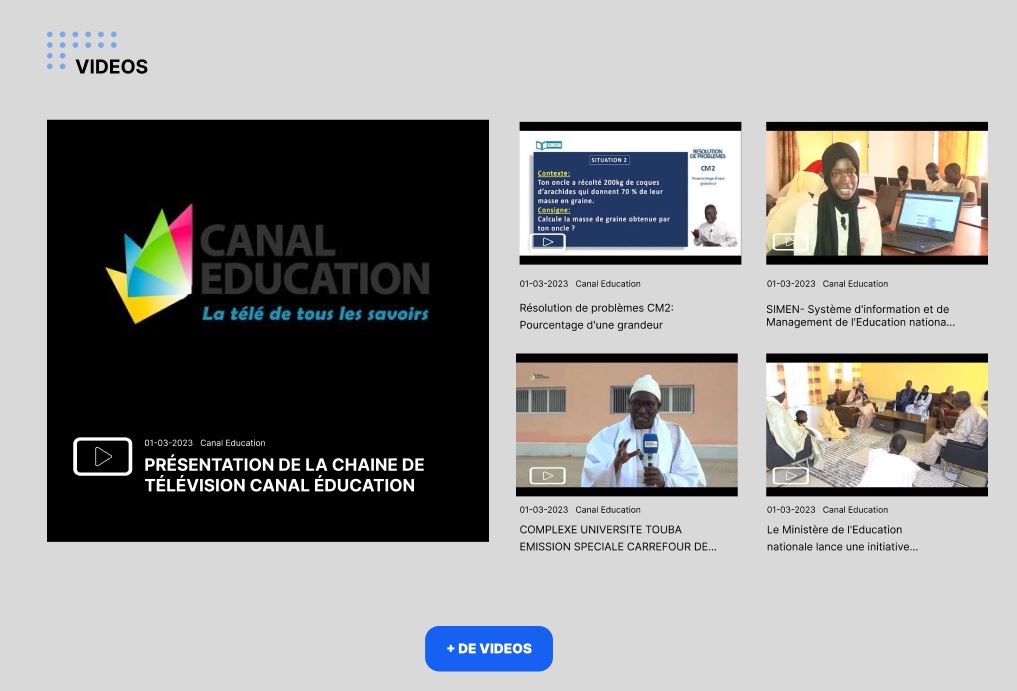 VIDEOS
CANAL
EDUCATION
La télé de tous les savoirs
01-03-2023 Canal Education
PRÉSENTATION DE LA CHAINE DE
TÉLÉVISION CANAL ÉDUCATION
SITUATION 2
Contexte:
Ton oncle a récolté 200kg de coques
d'arachides qui donnent 70 % de leur
masse en graine.
Consigne:
Calcule la masse de graine obtenue par
ton oncle ?
RESOLUTION
DE PROBLÈMES
CM2
Pourcentage d'une
grandeur
01-03-2023 Canal Education
Résolution de problèmes CM2:
Pourcentage d'une grandeur
01-03-2023 Canal Education
SIMEN- Système d'information et de
Management de l'Education nationa...
01-03-2023 Canal Education
COMPLEXE UNIVERSITE TOUBA
EMISSION SPECIALE CARREFOUR DE...
01-03-2023 Canal Education
Le Ministère de l'Education
nationale lance une initiative...
+ DE VIDEOS